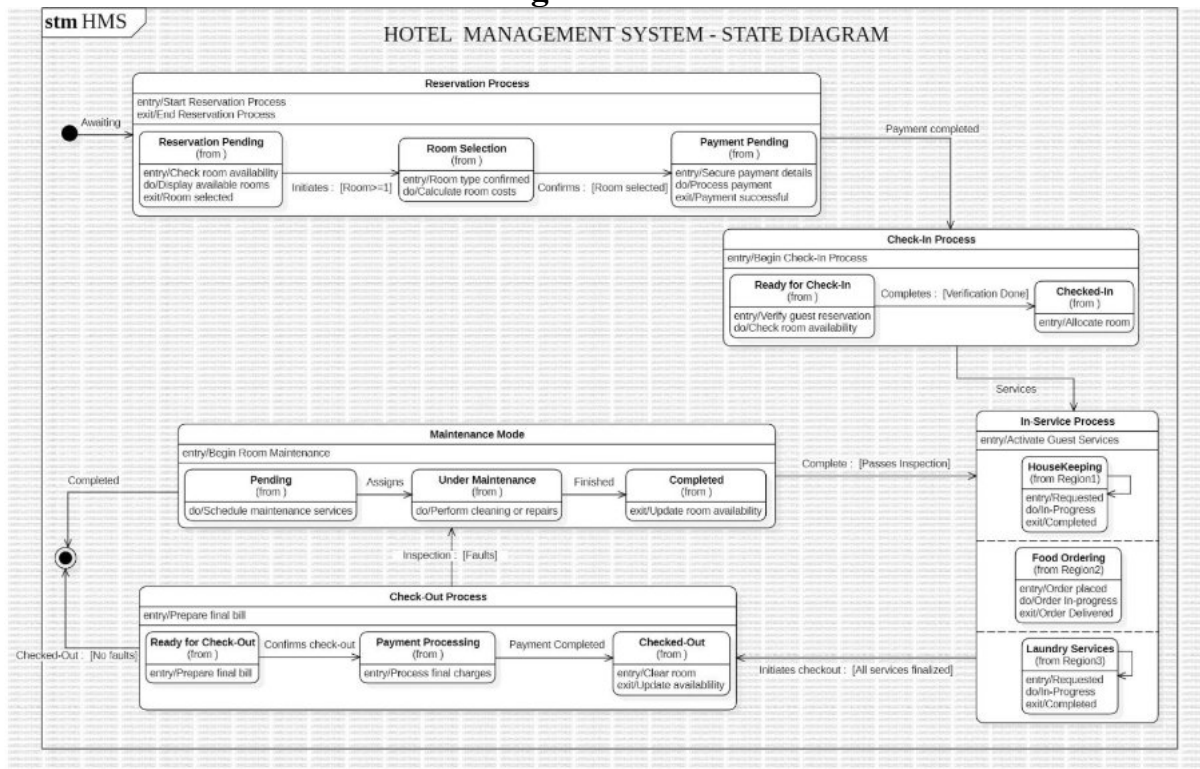 stm HMS
HOTEL MANAGEMENT SYSTEM - STATE DIAGRAM
Reservation Process
entry/Start Reservation Process
exit/End Reservation Process
Awaiting
Reservation Pending
(from )
entry/Check room availability
do/Display available rooms
exit/Room selected
Initiates : [Room>=1]
Room Selection
(from )
entry/Room type confirmed
do/Calculate room costs
Confirms : [Room selected]
Payment Pending
(from )
entry/Secure payment details
do/Process payment
exit/Payment successful
Payment completed
Check-In Process
entry/Begin Check-In Process
Ready for Check-In
(from )
entry/Verify guest reservation
do/Check room availability
Completes : [Verification Done]
Checked-In
(from )
entry/Allocate room
Services
In-Service Process
entry/Activate Guest Services
HouseKeeping
(from Region1)
entry/Requested
do/In-Progress
exit/Completed
Food Ordering
(from Region2)
entry/Order placed
do/Order In-progress
exit/Order Delivered
Laundry Services
(from Region3)
entry/Requested
do/In-Progress
exit/Completed
Maintenance Mode
entry/Begin Room Maintenance
Pending
(from )
do/Schedule maintenance services
Assigns
Under Maintenance
(from )
do/Perform cleaning or repairs
Finished
Completed
(from )
exit/Update room availability
Complete : [Passes Inspection]
Completed
Inspection : [Faults]
Check-Out Process
entry/Prepare final bill
Ready for Check-Out
(from )
entry/Prepare final bill
Confirms check-out
Payment Processing
(from )
entry/Process final charges
Payment Completed
Checked-Out
(from )
entry/Clear room
exit/Update availablility
Checked-Out : [No faults]
Initiates checkout : [All services finalized]